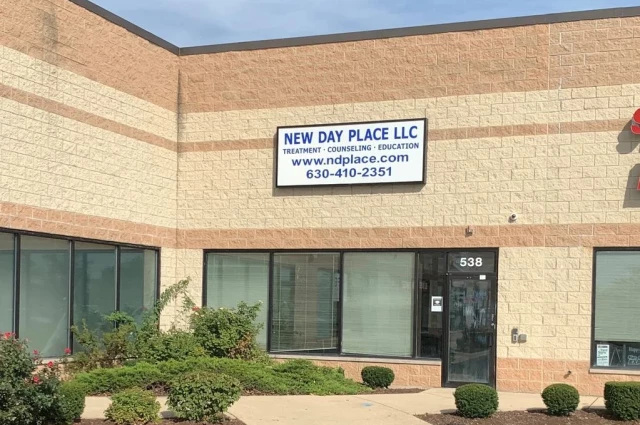 NEW DAY PLACE LLC
TREATMENT · COUNSELING · EDUCATION
www.ndplace.com
630-410-2351
538